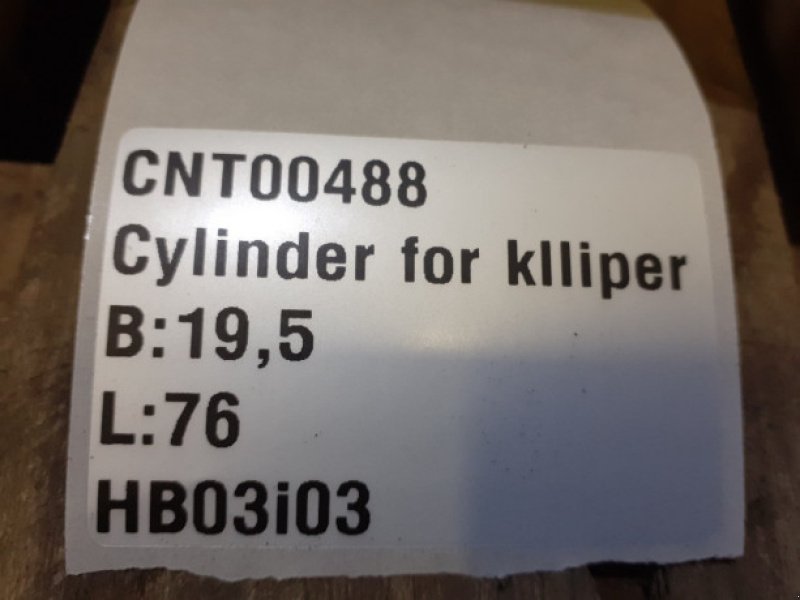 CNT00488
Cylinder for klliper
B:19,5
L:76
HB03i03